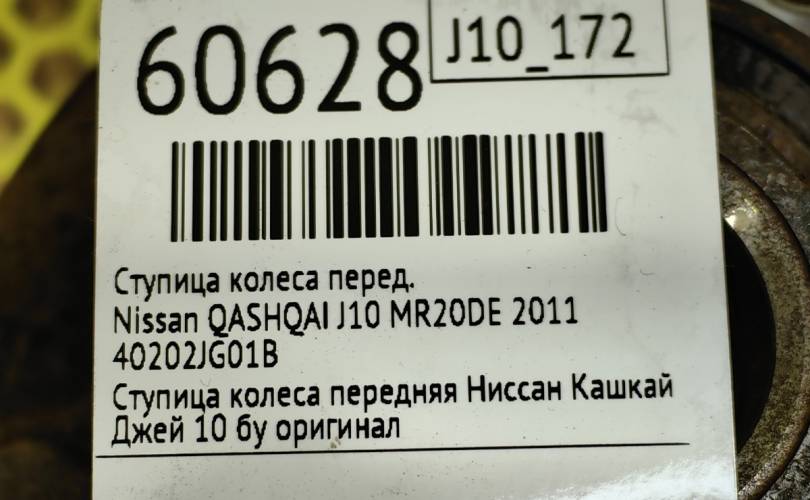 60628
J10_172
Ступица колеса перед.
Nissan QASHQAI J10 MR20DE 2011
40202JG01B
Ступица колеса передняя Ниссан Кашкай
Джей 10 бу оригинал